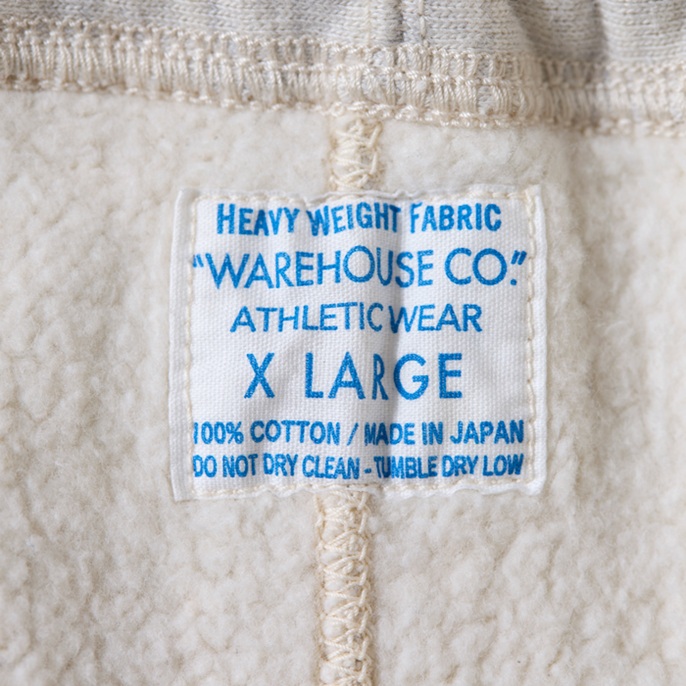 HEAVY WEIGHT FABRIC
"WAREHOUSE CO."
ATHLETIC WEAR
X LARGE
100% COTTON / MADE IN JAPAN
DO NOT DRY CLEAN - TUMBLE DRY LOW